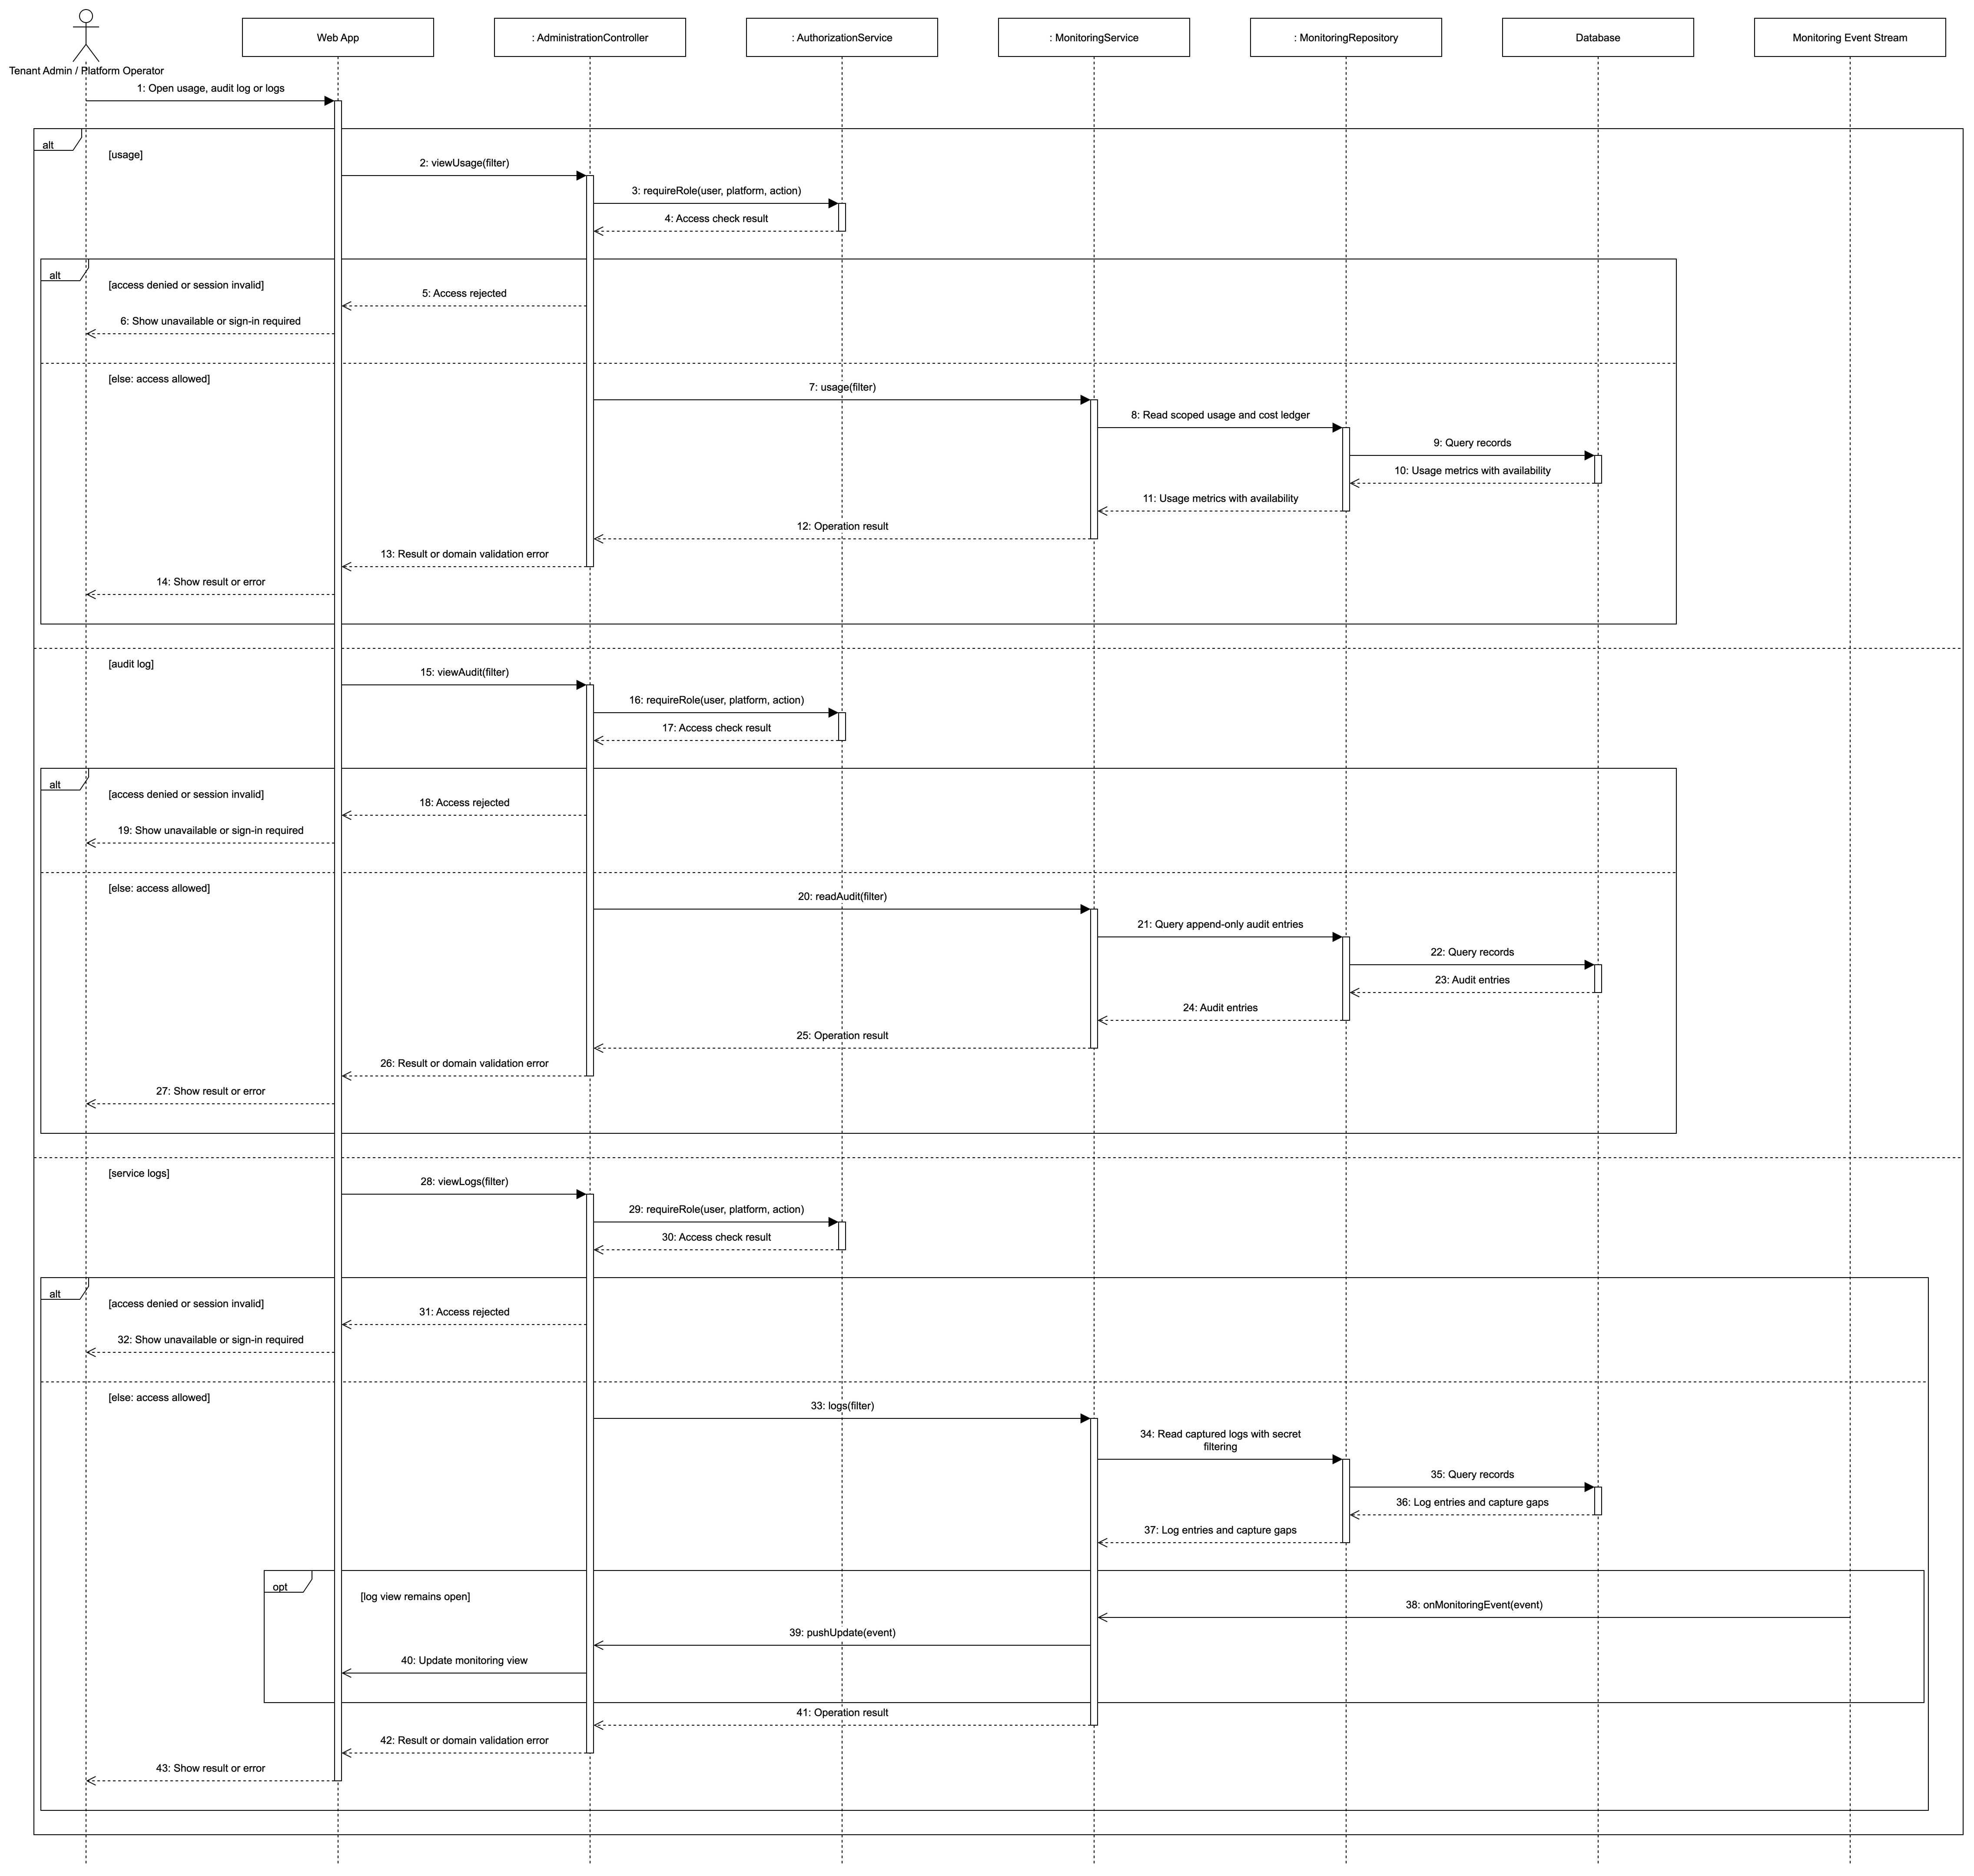 Tenant Admin / Platform Operator
Web App
: AdministrationController
: AuthorizationService
: MonitoringService
: MonitoringRepository
Database
Monitoring Event Stream
1: Open usage, audit log or logs
alt
[usage]
2: viewUsage(filter)
3: requireRole(user, platform, action)
4: Access check result
alt
[access denied or session invalid]
5: Access rejected
6: Show unavailable or sign-in required
[else: access allowed]
7: usage(filter)
8: Read scoped usage and cost ledger
9: Query records
10: Usage metrics with availability
11: Usage metrics with availability
12: Operation result
13: Result or domain validation error
14: Show result or error
[audit log]
15: viewAudit(filter)
16: requireRole(user, platform, action)
17: Access check result
alt
[access denied or session invalid]
18: Access rejected
19: Show unavailable or sign-in required
[else: access allowed]
20: readAudit(filter)
21: Query append-only audit entries
22: Query records
23: Audit entries
24: Audit entries
25: Operation result
26: Result or domain validation error
27: Show result or error
[service logs]
28: viewLogs(filter)
29: requireRole(user, platform, action)
30: Access check result
alt
[access denied or session invalid]
31: Access rejected
32: Show unavailable or sign-in required
[else: access allowed]
33: logs(filter)
34: Read captured logs with secret
filtering
35: Query records
36: Log entries and capture gaps
37: Log entries and capture gaps
opt
[log view remains open]
38: onMonitoringEvent(event)
39: pushUpdate(event)
40: Update monitoring view
41: Operation result
42: Result or domain validation error
43: Show result or error